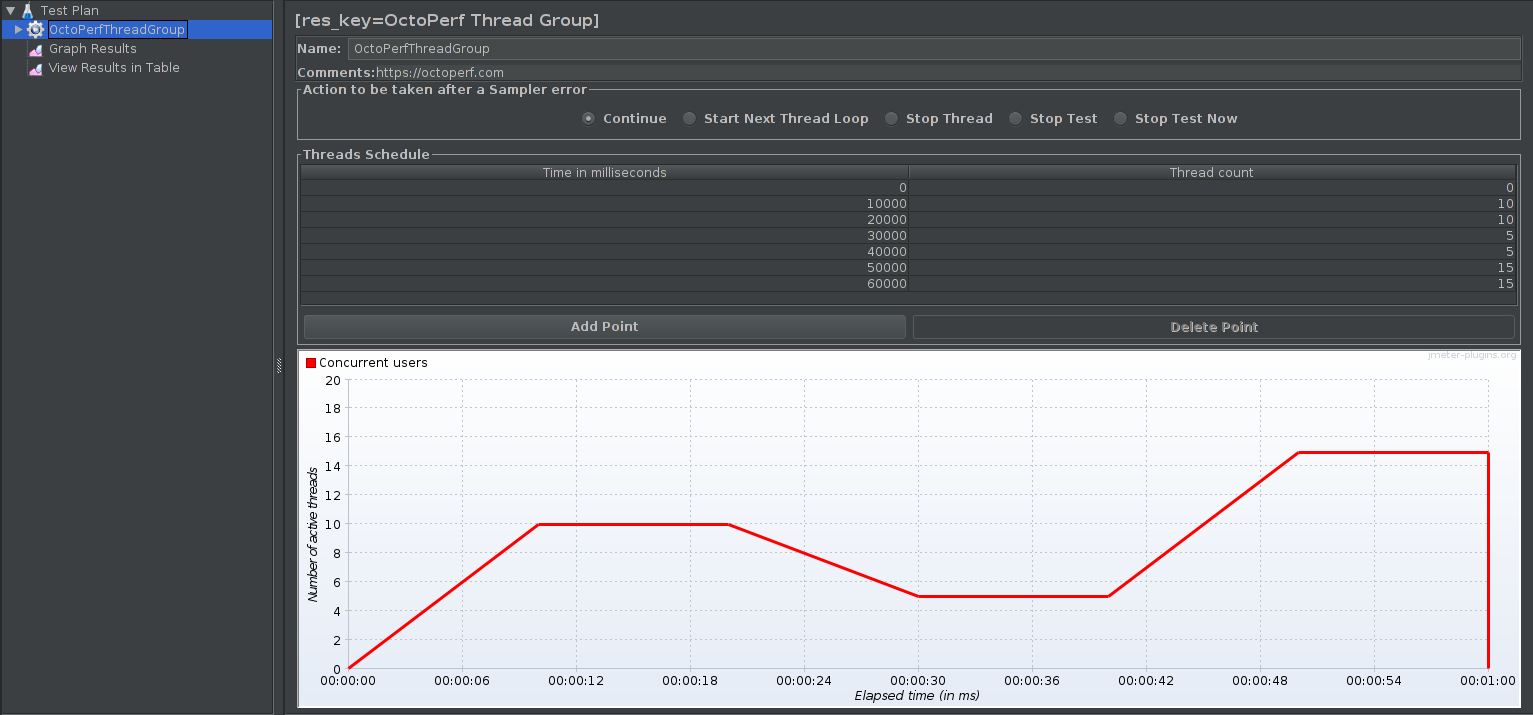 Test Plan
OctoPerfThreadGroup
Graph Results
View Results in Table
[res_key=OctoPerf Thread Group]
Name: OctoPerfThreadGroup
Comments: https://octoperf.com
Action to be taken after a Sampler error
Continue Start Next Thread Loop Stop Thread Stop Test Stop Test Now
Threads Schedule
Time in milliseconds Thread count
0 0
10000 10
20000 10
30000 5
40000 5
50000 15
60000 15
Add Point Delete Point
Concurrent users
jmeter-plugins.org
20
18
16
14
12
10
8
6
4
2
0
Number of active threads
00:00:00 00:00:06 00:00:12 00:00:18 00:00:24 00:00:30 00:00:36 00:00:42 00:00:48 00:00:54 00:01:00
Elapsed time (in ms)